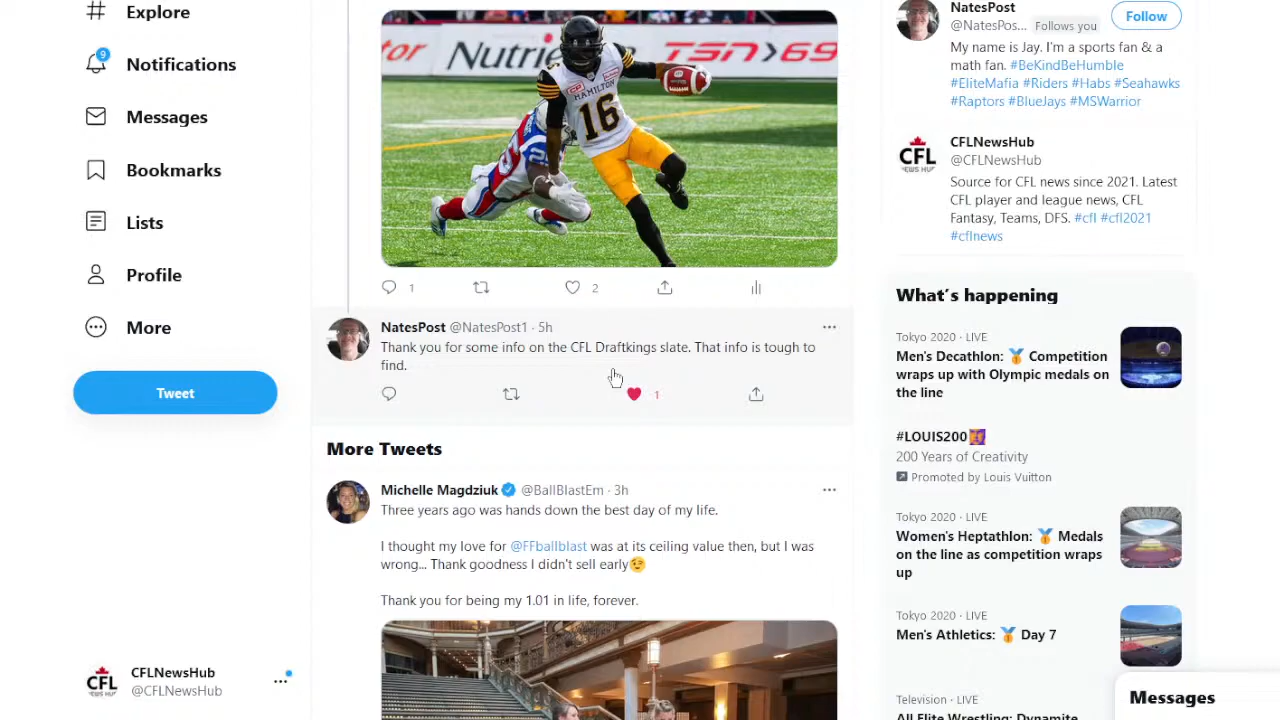 Explore
9
Notifications
Messages
Bookmarks
Lists
Profile
More
Tweet
CFLNewsHub
@CFLNewsHub
tor Nutrien TSN>69
HAMILTON
16
1
2
NatesPost @NatesPost1 · 5h
Thank you for some info on the CFL Draftkings slate. That info is tough to
find.
1
More Tweets
Michelle Magdziuk @BallBlastEm · 3h
Three years ago was hands down the best day of my life.
I thought my love for @FFballblast was at its ceiling value then, but I was
wrong... Thank goodness I didn't sell early
Thank you for being my 1.01 in life, forever.
NatesPost
@NatesPos... Follows you
Follow
My name is Jay. I'm a sports fan & a
math fan. #BeKindBeHumble
#EliteMafia #Riders #Habs #Seahawks
#Raptors #BlueJays #MSWarrior
CFL
CFLNewsHub
@CFLNewsHub
Source for CFL news since 2021. Latest
CFL player and league news, CFL
Fantasy, Teams, DFS. #cfl #cfl2021
#cflnews
What's happening
Tokyo 2020 · LIVE
Men's Decathlon: Competition
wraps up with Olympic medals on
the line
#LOUIS200
200 Years of Creativity
Promoted by Louis Vuitton
Tokyo 2020 · LIVE
Women's Heptathlon: Medals
on the line as competition wraps
up
Tokyo 2020 · LIVE
Men's Athletics: Day 7
Television · LIVE
All Elite Wrestling: Dynamite
Messages